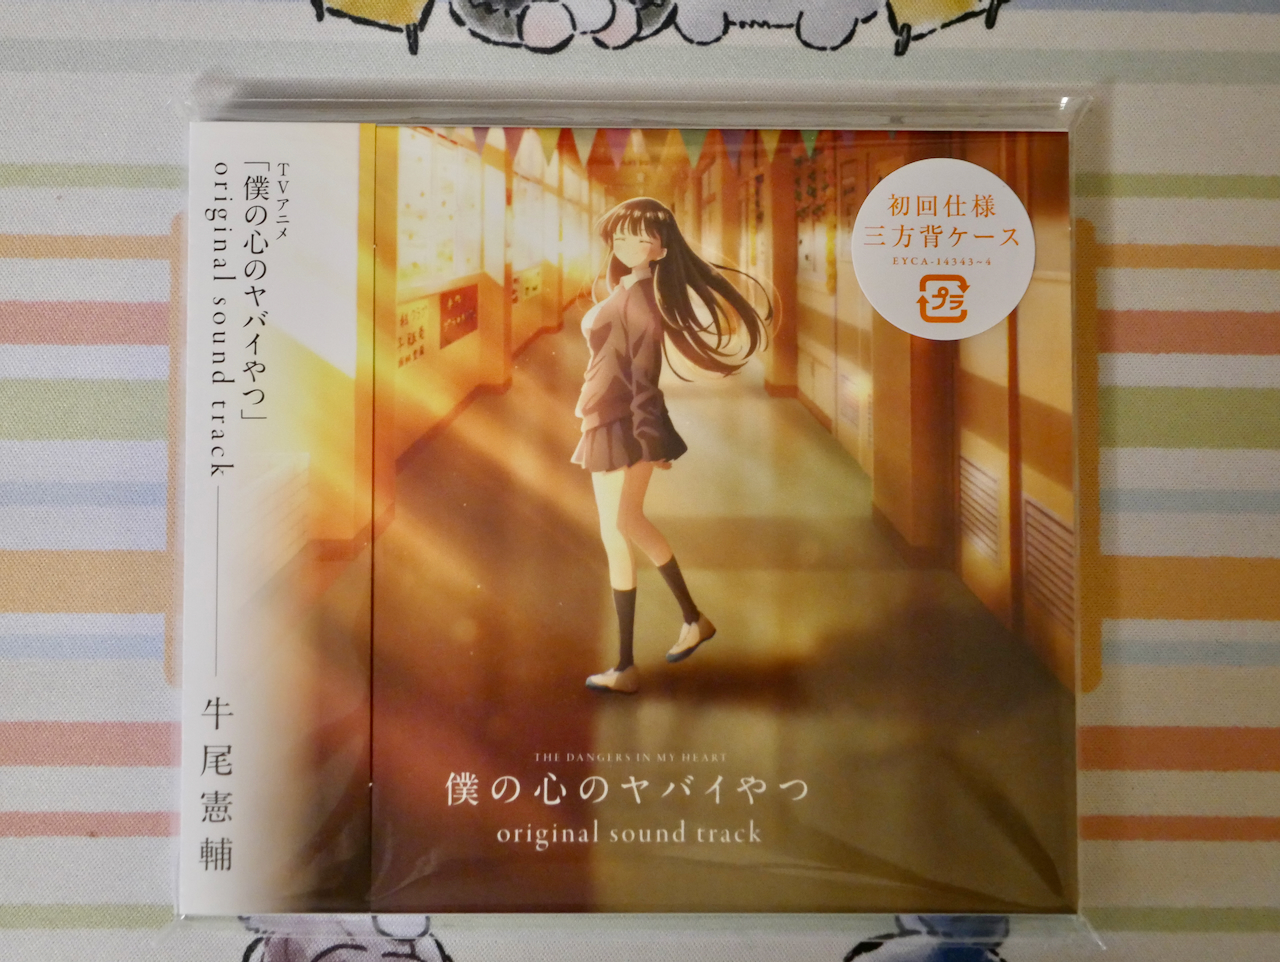 TVアニメ
「僕の心のヤバイやつ」
original sound track
牛尾憲輔
初回仕様
三方背ケース
EYCA-14343~4
プラ
THE DANGERS IN MY HEART
僕の心のヤバイやつ
original sound track